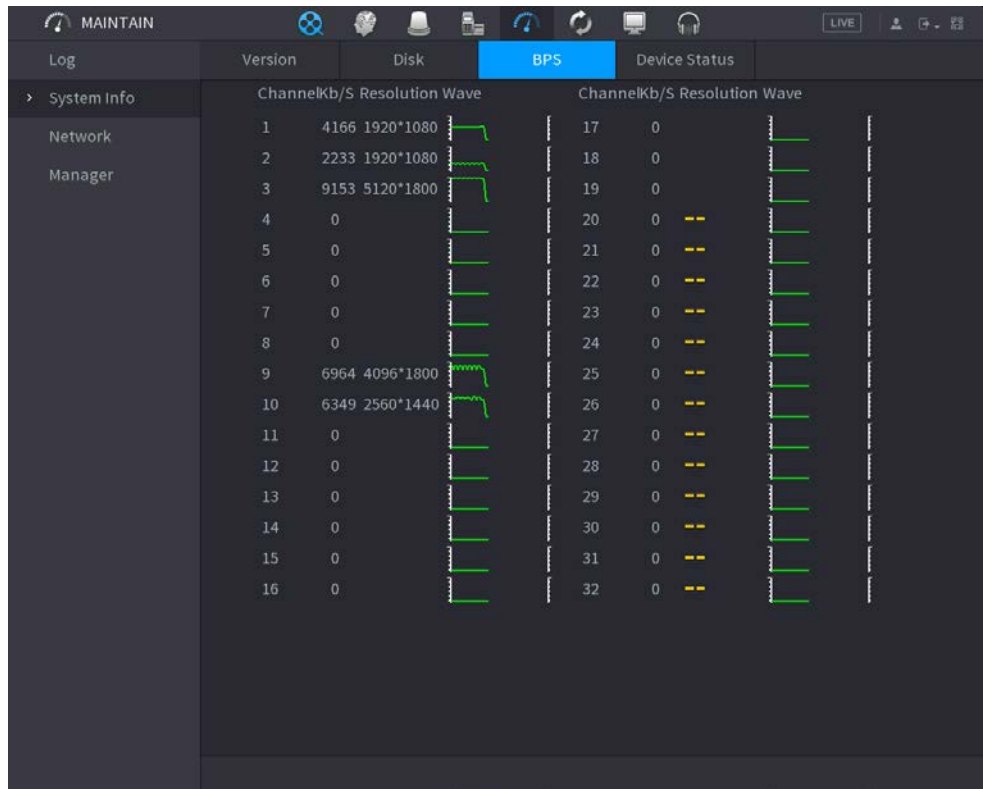 MAINTAIN LIVE
Log Version Disk BPS Device Status
System Info ChannelKb/S Resolution Wave ChannelKb/S Resolution Wave
Network
Manager
1 4166 1920*1080 17 0
2 2233 1920*1080 18 0
3 9153 5120*1800 19 0
4 0 20 0 --
5 0 21 0 --
6 0 22 0 --
7 0 23 0 --
8 0 24 0 --
9 6964 4096*1800 25 0 --
10 6349 2560*1440 26 0 --
11 0 27 0 --
12 0 28 0 --
13 0 29 0 --
14 0 30 0 --
15 0 31 0 --
16 0 32 0 --